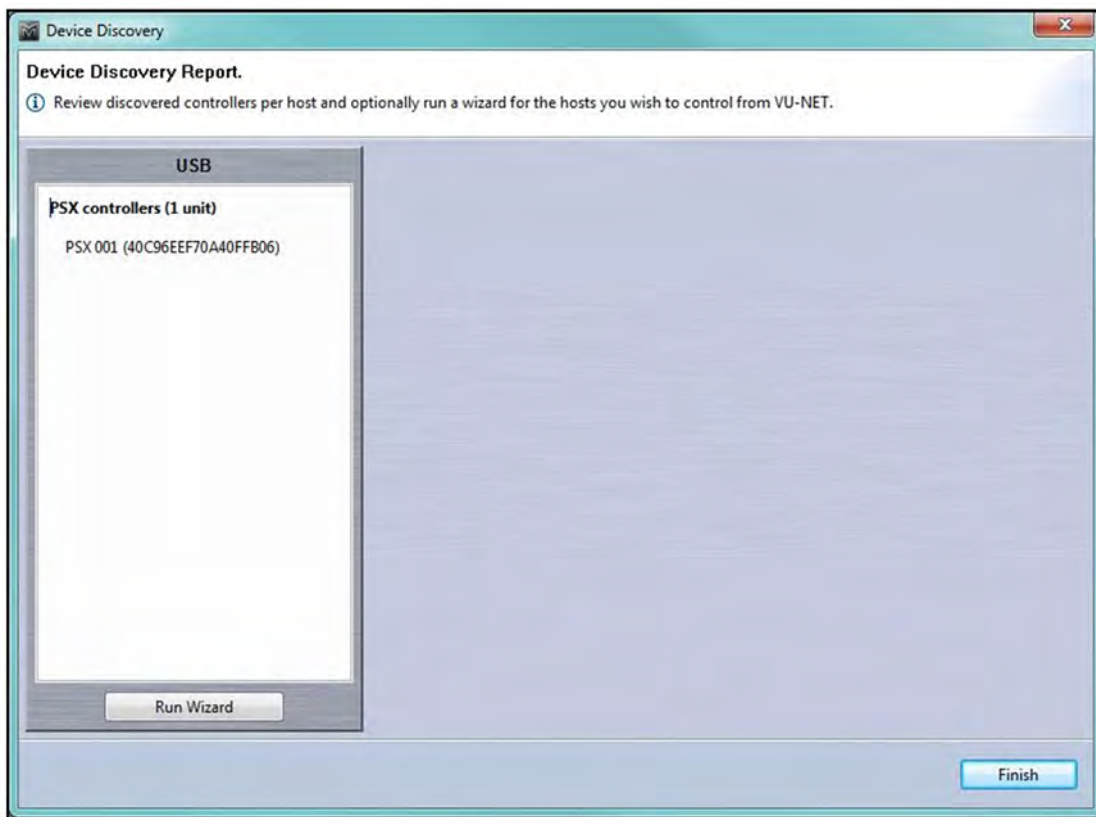 Device Discovery
Device Discovery Report.
Review discovered controllers per host and optionally run a wizard for the hosts you wish to control from VU-NET.
USB
PSX controllers (1 unit)
PSX 001 (40C96EEF70A40FFB06)
Run Wizard
Finish